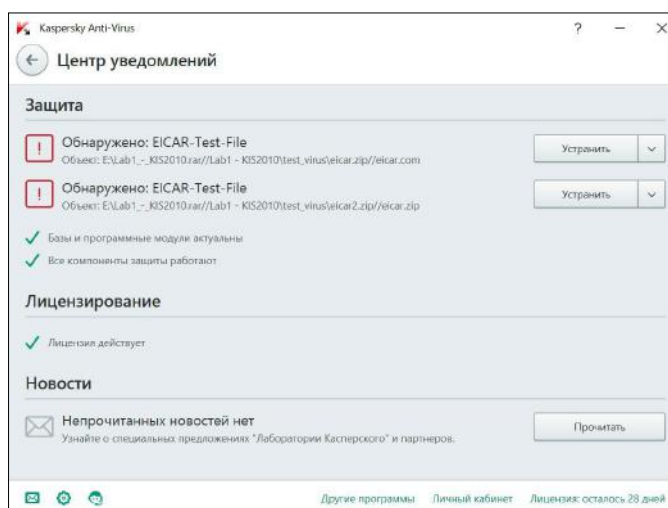 Kaspersky Anti-Virus
Центр уведомлений
Защита
Обнаружено: EICAR-Test-File
Объект: E:\Lab1_-_KIS2010.rar//Lab1 - KIS2010\test_virus\eicar.zip//eicar.com
Устранить
Обнаружено: EICAR-Test-File
Объект: E:\Lab1_-_KIS2010.rar//Lab1 - KIS2010\test_virus\eicar2.zip//eicar.zip
Устранить
Базы и программные модули актуальны
Все компоненты защиты работают
Лицензирование
Лицензия действует
Новости
Непрочитанных новостей нет
Узнайте о специальных предложениях "Лаборатории Касперского" и партнеров.
Прочитать
Другие программы Личный кабинет Лицензия: осталось 28 дней